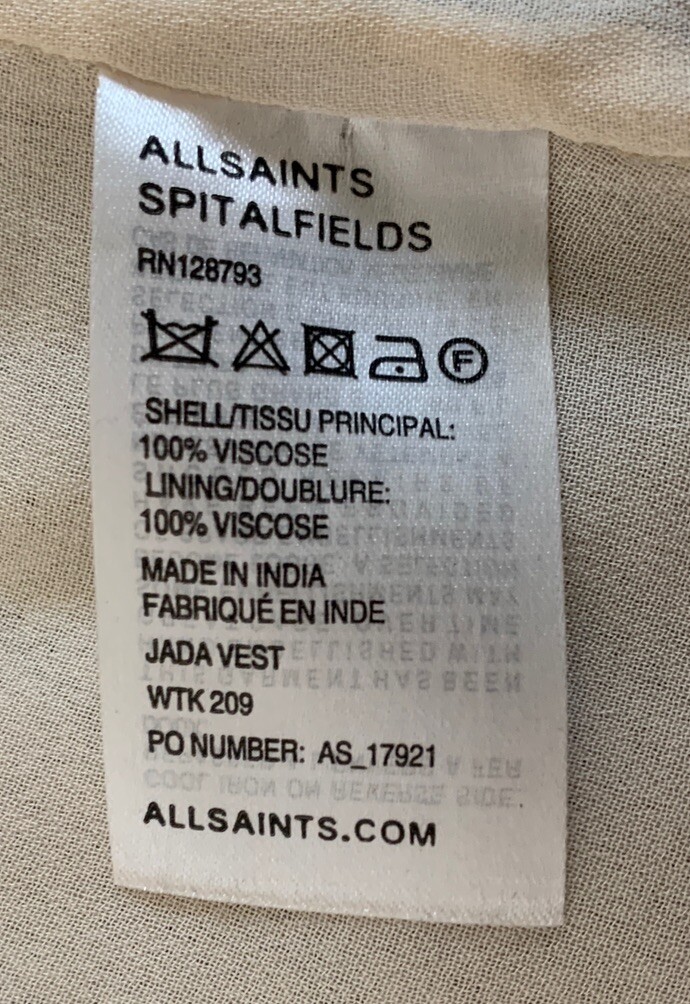 ALLSAINTS
SPITALFIELDS
RN128793
F
SHELL/TISSU PRINCIPAL:
100% VISCOSE
LINING/DOUBLURE:
100% VISCOSE
MADE IN INDIA
FABRIQUÉ EN INDE
JADA VEST
WTK 209
PO NUMBER: AS_17921
ALLSAINTS.COM